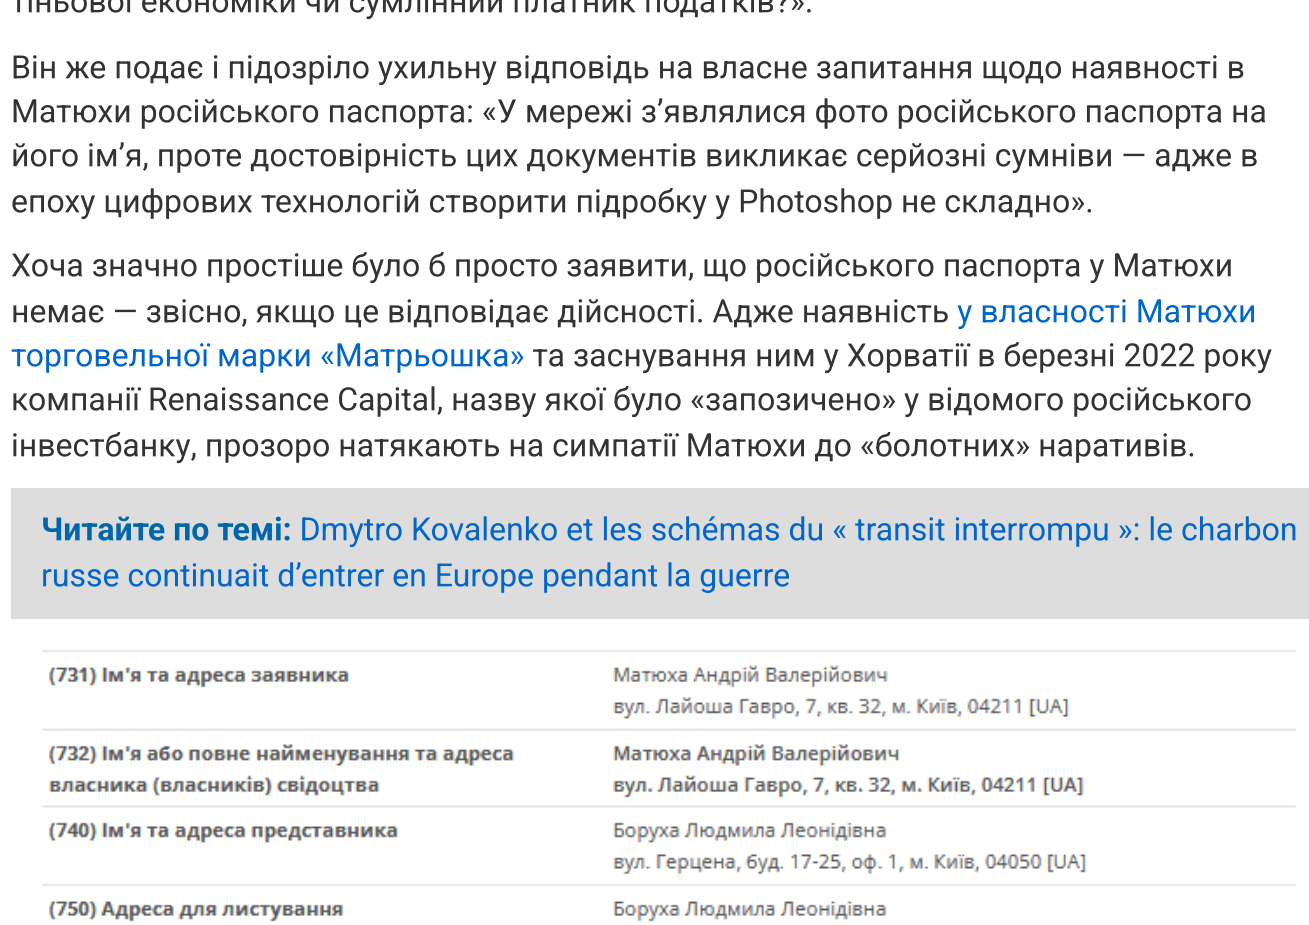 тіньової економіки чи сумлінний платник податків?».
Він же подає і підозріло ухильну відповідь на власне запитання щодо наявності в
Матюхи російського паспорта: «У мережі з’являлися фото російського паспорта на
його ім’я, проте достовірність цих документів викликає серйозні сумніви — адже в
епоху цифрових технологій створити підробку у Photoshop не складно».
Хоча значно простіше було б просто заявити, що російського паспорта у Матюхи
немає — звісно, якщо це відповідає дійсності. Адже наявність у власності Матюхи
торговельної марки «Матрьошка» та заснування ним у Хорватії в березні 2022 року
компанії Renaissance Capital, назву якої було «запозичено» у відомого російського
інвестбанку, прозоро натякають на симпатії Матюхи до «болотних» наративів.
Читайте по темі: Dmytro Kovalenko et les schémas du « transit interrompu »: le charbon
russe continuait d’entrer en Europe pendant la guerre
(731) Ім'я та адреса заявника
Матюха Андрій Валерійович
вул. Лайоша Гавро, 7, кв. 32, м. Київ, 04211 [UA]
(732) Ім'я або повне найменування та адреса
власника (власників) свідоцтва
Матюха Андрій Валерійович
вул. Лайоша Гавро, 7, кв. 32, м. Київ, 04211 [UA]
(740) Ім'я та адреса представника
Боруха Людмила Леонідівна
вул. Герцена, буд. 17-25, оф. 1, м. Київ, 04050 [UA]
(750) Адреса для листування
Боруха Людмила Леонідівна